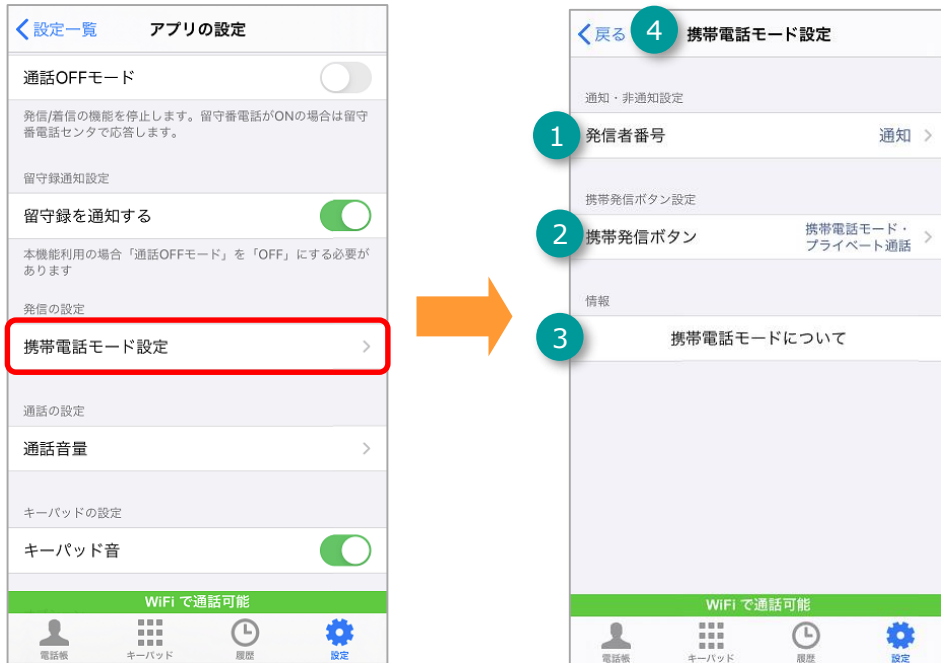 設定一覧
アプリの設定
通話OFFモード
発信/着信の機能を停止します。留守番電話がONの場合は留守
番電話センタで応答します。
留守録通知設定
留守録を通知する
本機能利用の場合「通話OFFモード」を「OFF」にする必要が
あります
発信の設定
携帯電話モード設定
通話の設定
通話音量
キーパッドの設定
キーパッド音
WiFi で通話可能
電話帳
キーパッド
履歴
設定
戻る
4
携帯電話モード設定
通知・非通知設定
1
発信者番号
通知
携帯発信ボタン設定
2
携帯発信ボタン
携帯電話モード・
プライベート通話
情報
3
携帯電話モードについて
WiFi で通話可能
電話帳
キーパッド
履歴
設定